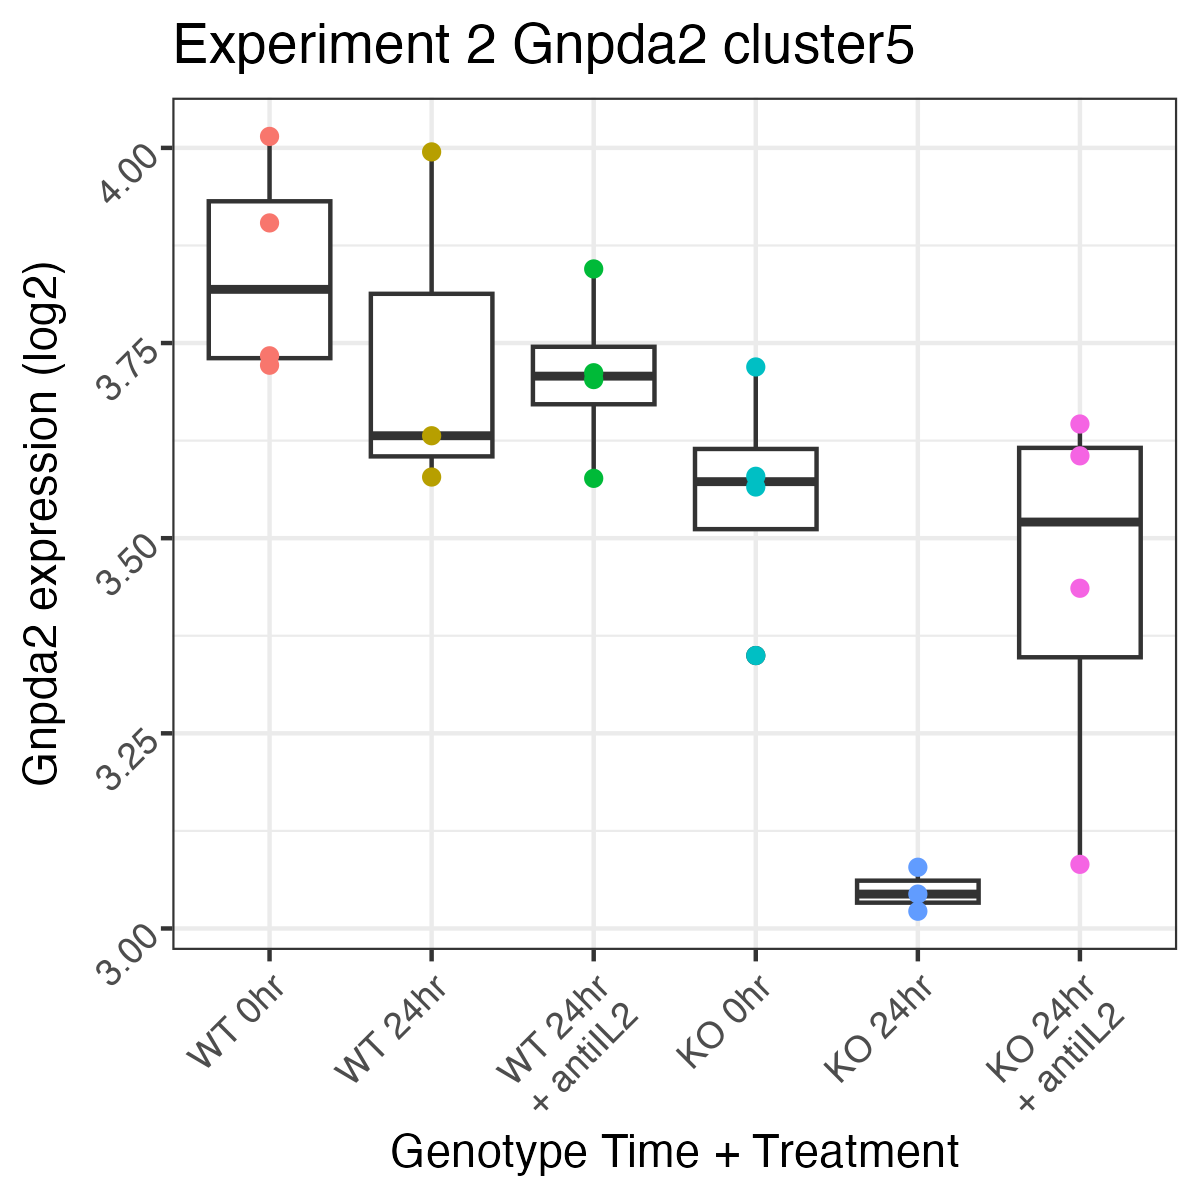 Experiment 2 Gnpda2 cluster5
Gnpda2 expression (log2)
4.00
3.75
3.50
3.25
3.00
WT 0hr
WT 24hr
WT 24hr
+ antiIL2
KO 0hr
KO 24hr
KO 24hr
+ antiIL2
Genotype Time + Treatment